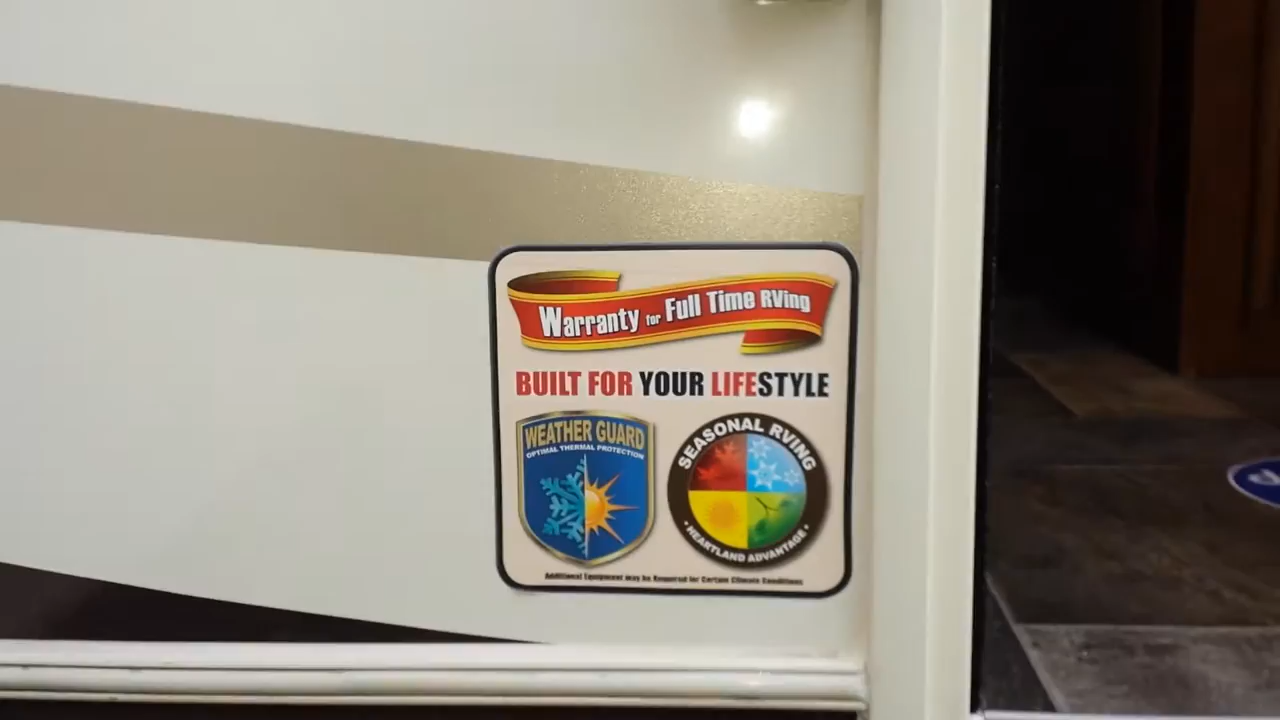 Warranty for Full Time RVing
BUILT FOR YOUR LIFESTYLE
WEATHER GUARD
OPTIMAL THERMAL PROTECTION
SEASONAL RVING
• HEARTLAND ADVANTAGE •
Additional Equipment may be Required for Certain Climate Conditions